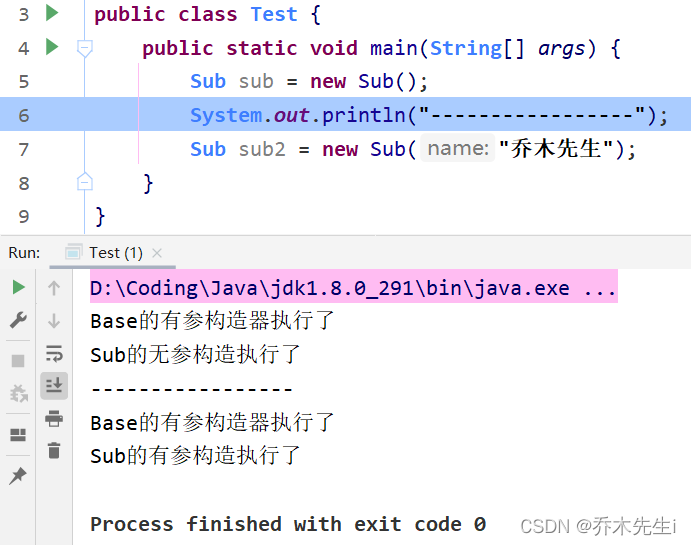 3 public class Test {
4 public static void main(String[] args) {
5 Sub sub = new Sub();
6 System.out.println("-----------------");
7 Sub sub2 = new Sub( name: "乔木先生");
8 }
9 }
Run: Test (1) ×
D:\Coding\Java\jdk1.8.0_291\bin\java.exe ...
Base的有参构造器执行了
Sub的无参构造执行了
-----------------
Base的有参构造器执行了
Sub的有参构造执行了
Process finished with exit code 0
CSDN @乔木先生i